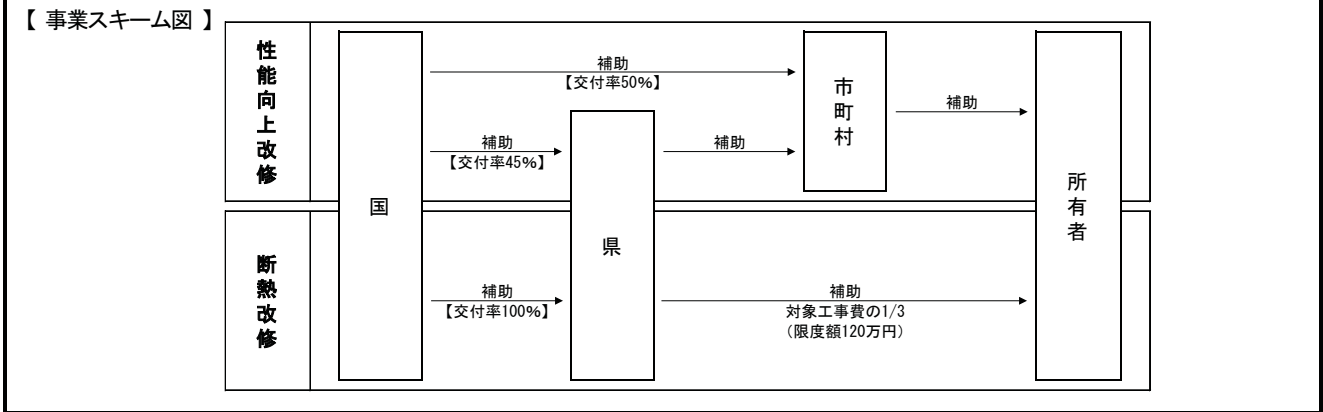 【 事業スキーム図 】
性能向上改修
補助
【交付率50%】
市町村
補助
補助
【交付率45%】
補助
国
県
所有者
断熱改修
補助
【交付率100%】
補助
対象工事費の1/3
(限度額120万円)